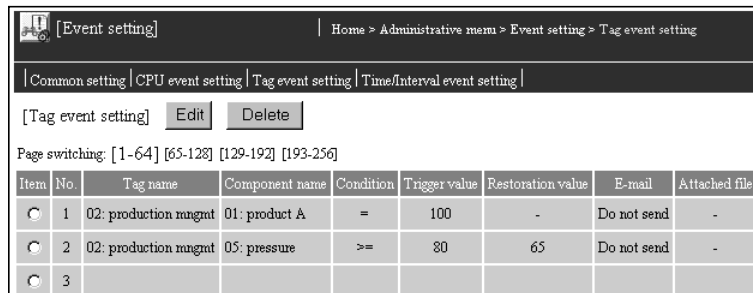 [Event setting] | Home > Administrative menu > Event setting > Tag event setting
| Common setting | CPU event setting | Tag event setting | Time/Interval event setting |
[Tag event setting] Edit Delete
Page switching: [1-64] [65-128] [129-192] [193-256]
Item No. Tag name Component name Condition Trigger value Restoration value E-mail Attached file
1 02: production mngmt 01: product A = 100 - Do not send -
2 02: production mngmt 05: pressure >= 80 65 Do not send -
3